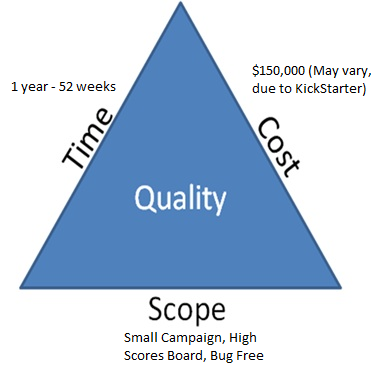 1 year - 52 weeks
$150,000 (May vary,
due to KickStarter)
Time
Cost
Quality
Scope
Small Campaign, High
Scores Board, Bug Free